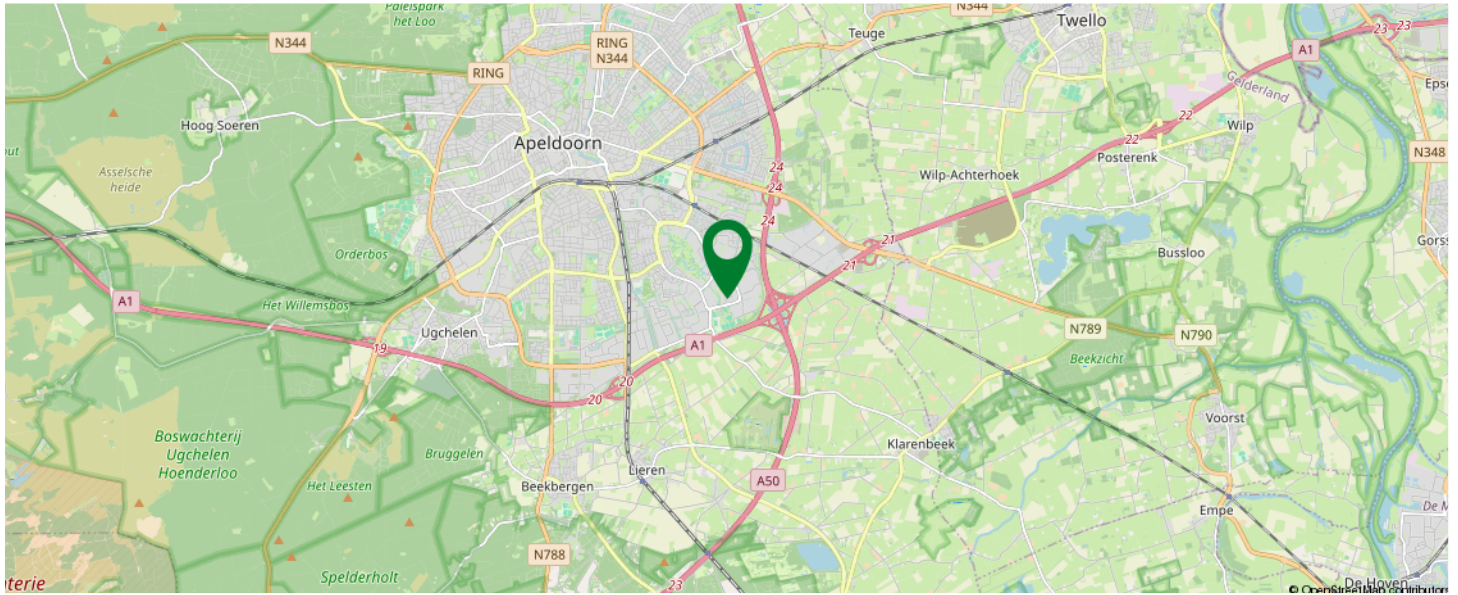 Paleispark
het Loo
N344
Twello
23
23
N344
RING
N344
Teuge
A1
RING
Gelderland
Hoog Soeren
22
22
Wilp
Apeldoorn
Posterenk
N348
Asselsche
heide
24
24
24
Wilp-Achterhoek
21
21
Orderbos
Bussloo
A1
Het Willemsbos
Ugchelen
19
A1
N789
N790
Beekzicht
20
20
Voorst
Boswachterij
Ugchelen
Hoenderloo
Bruggelen
Klarenbeek
Lieren
Het Leesten
Beekbergen
A50
Empe
N788
Spelderholt
23
De Hoven
© OpenStreetMap contributors